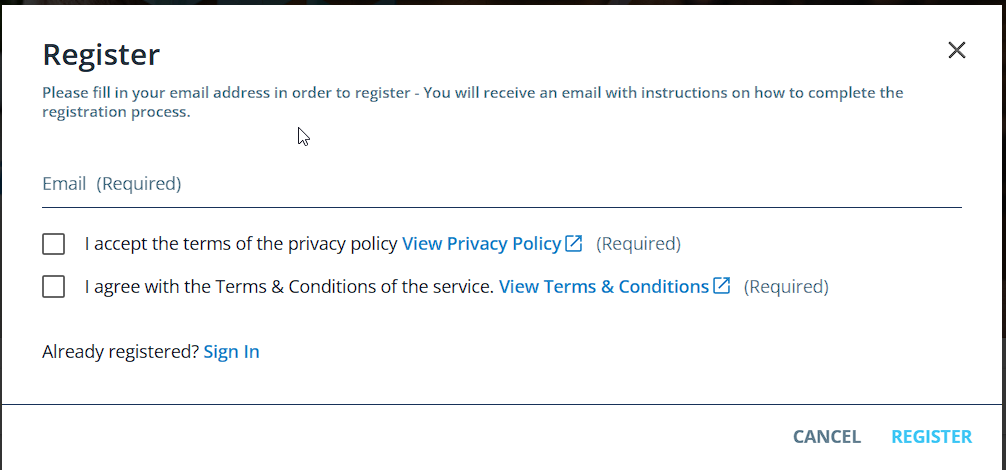 Register
Please fill in your email address in order to register - You will receive an email with instructions on how to complete the
registration process.
Email (Required)
I accept the terms of the privacy policy View Privacy Policy (Required)
I agree with the Terms & Conditions of the service. View Terms & Conditions (Required)
Already registered? Sign In
CANCEL REGISTER